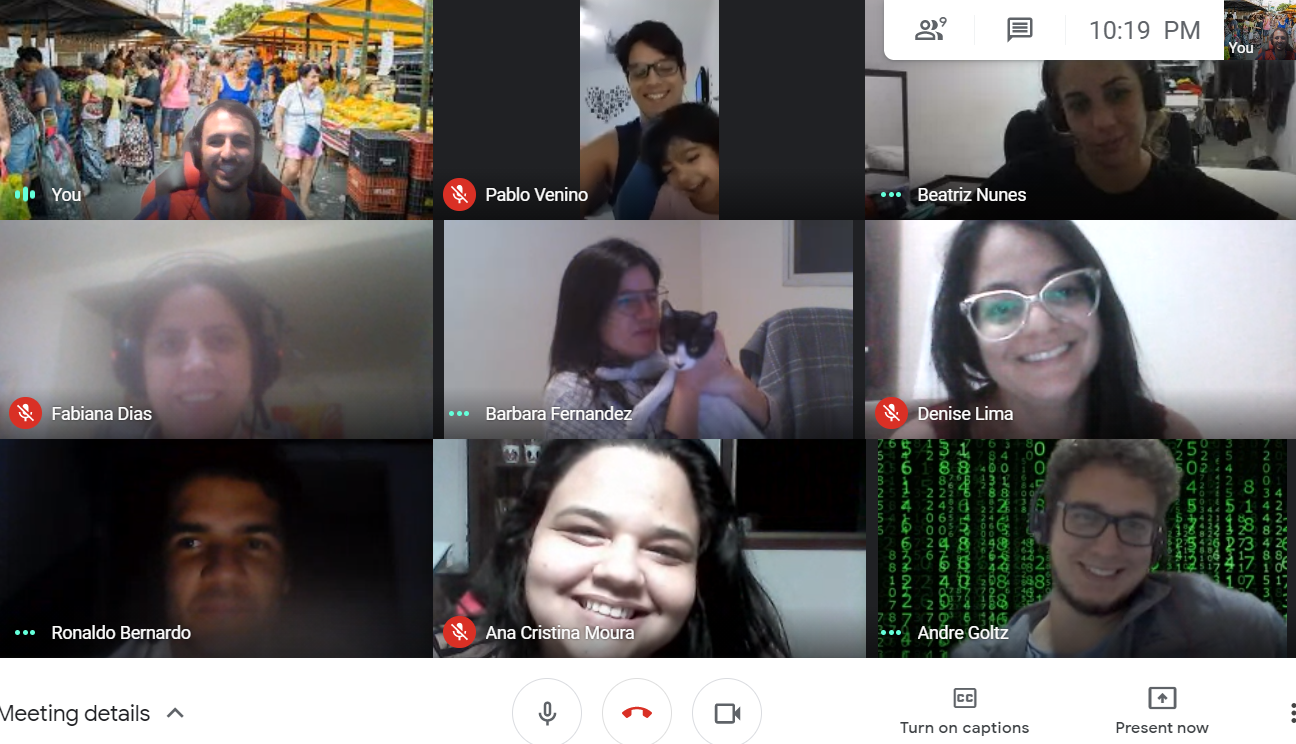 9
10:19 PM
You
You
Pablo Venino
Beatriz Nunes
Fabiana Dias
Barbara Fernandez
Denise Lima
Ronaldo Bernardo
Ana Cristina Moura
Andre Goltz
Meeting details
CC
Turn on captions
Present now